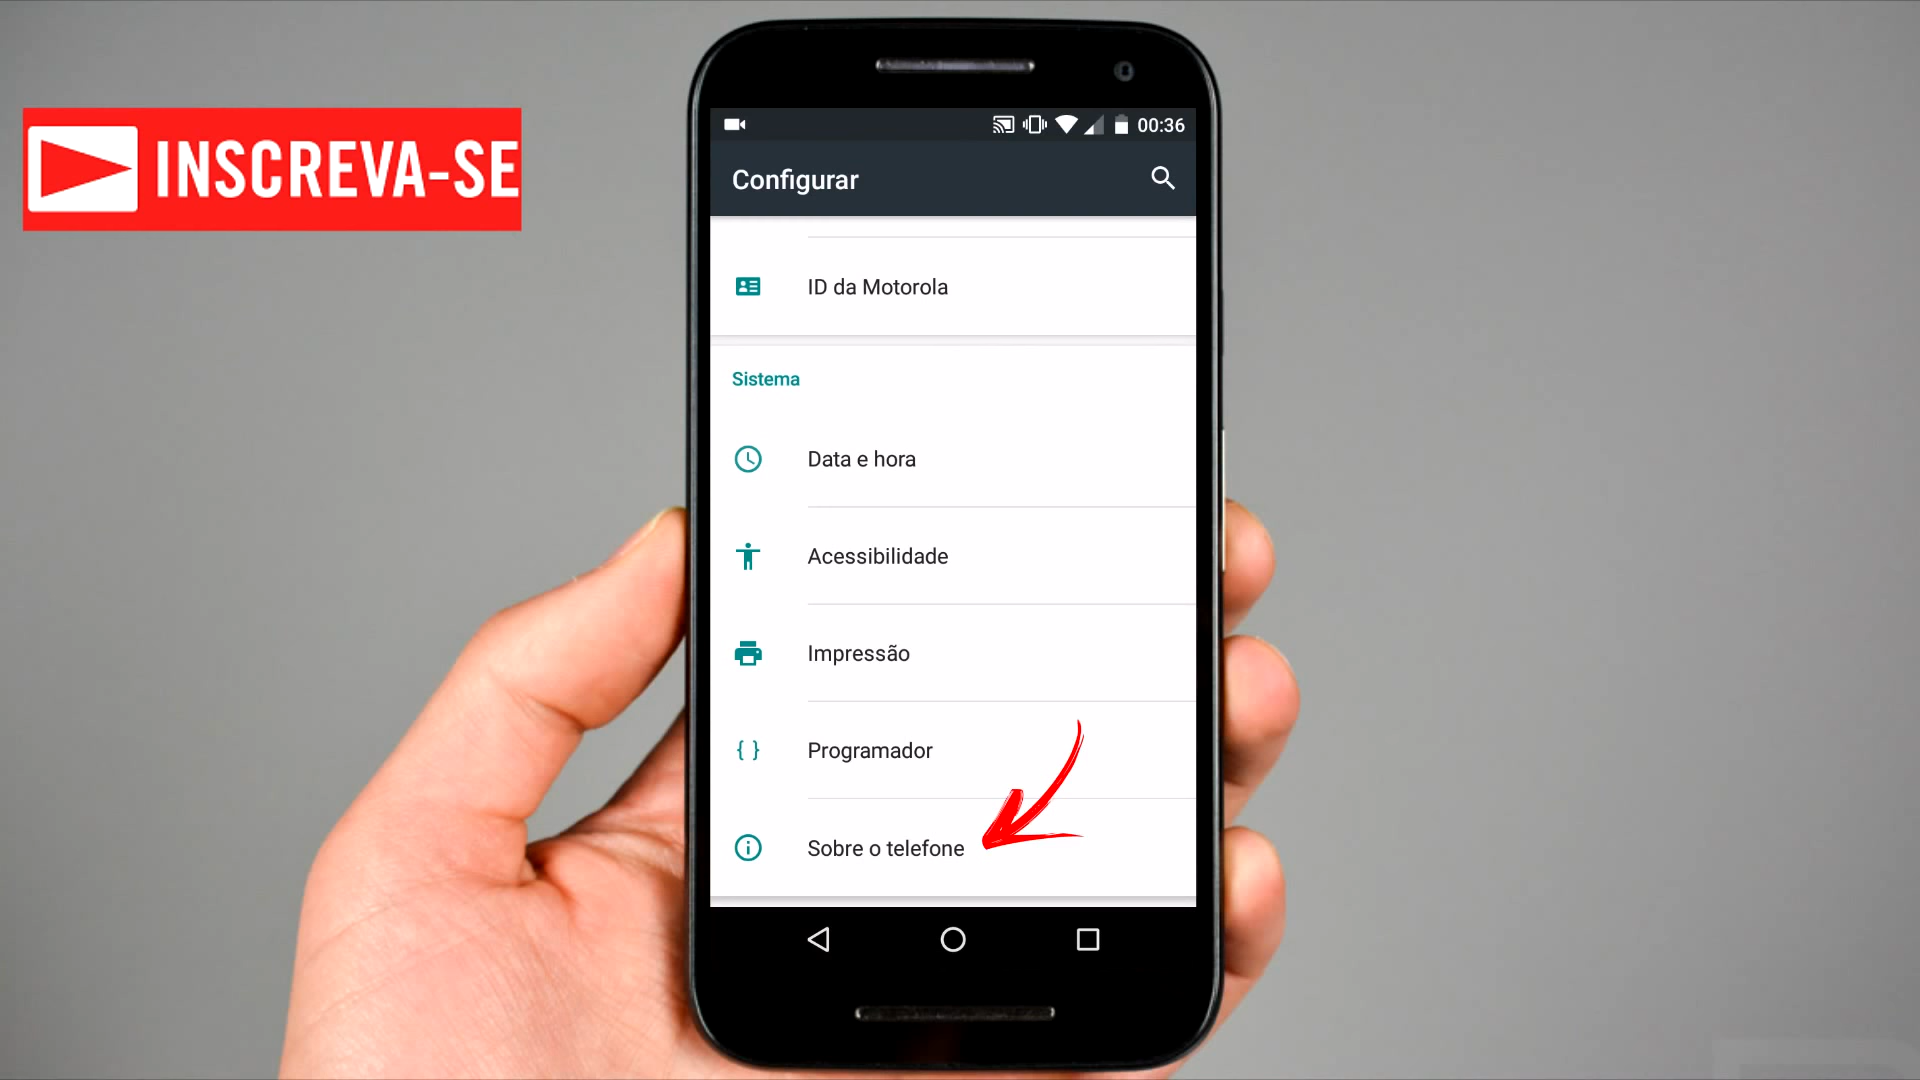 INSCREVA-SE
00:36
Configurar
ID da Motorola
Sistema
Data e hora
Acessibilidade
Impressão
{ } Programador
Sobre o telefone